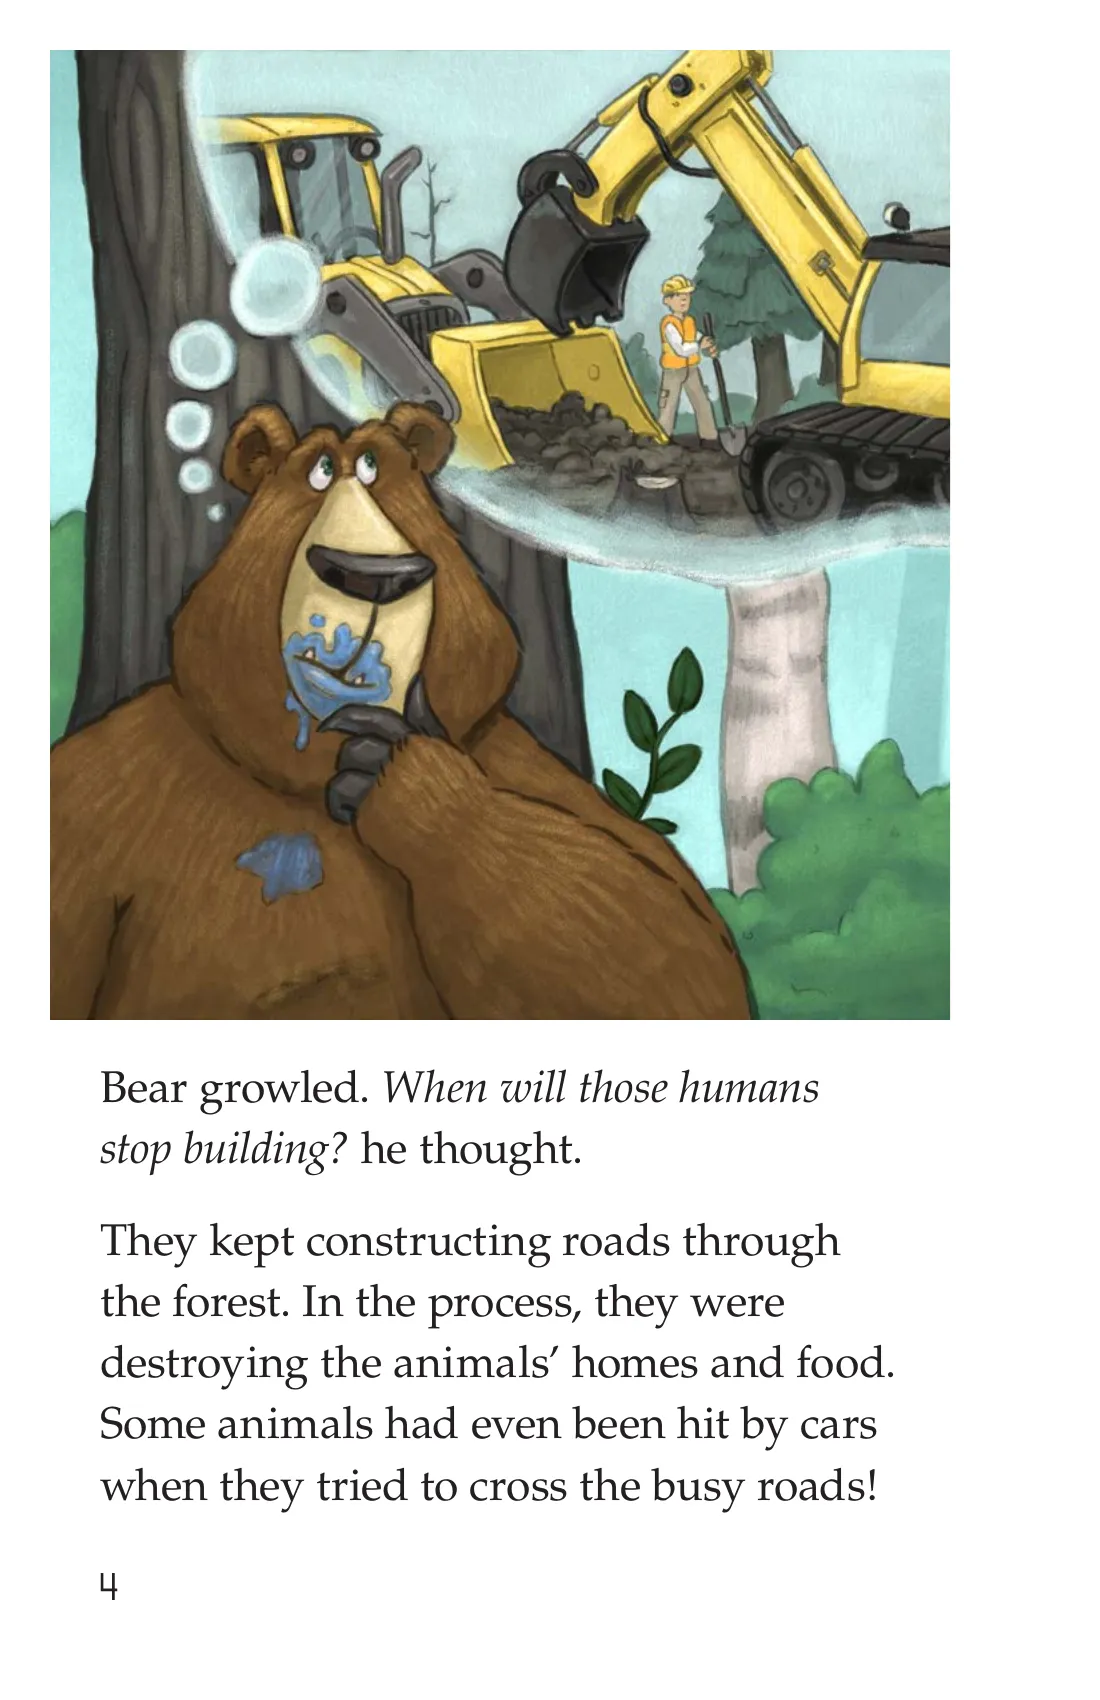 Bear growled. When will those humans
stop building? he thought.
They kept constructing roads through
the forest. In the process, they were
destroying the animals’ homes and food.
Some animals had even been hit by cars
when they tried to cross the busy roads!
4